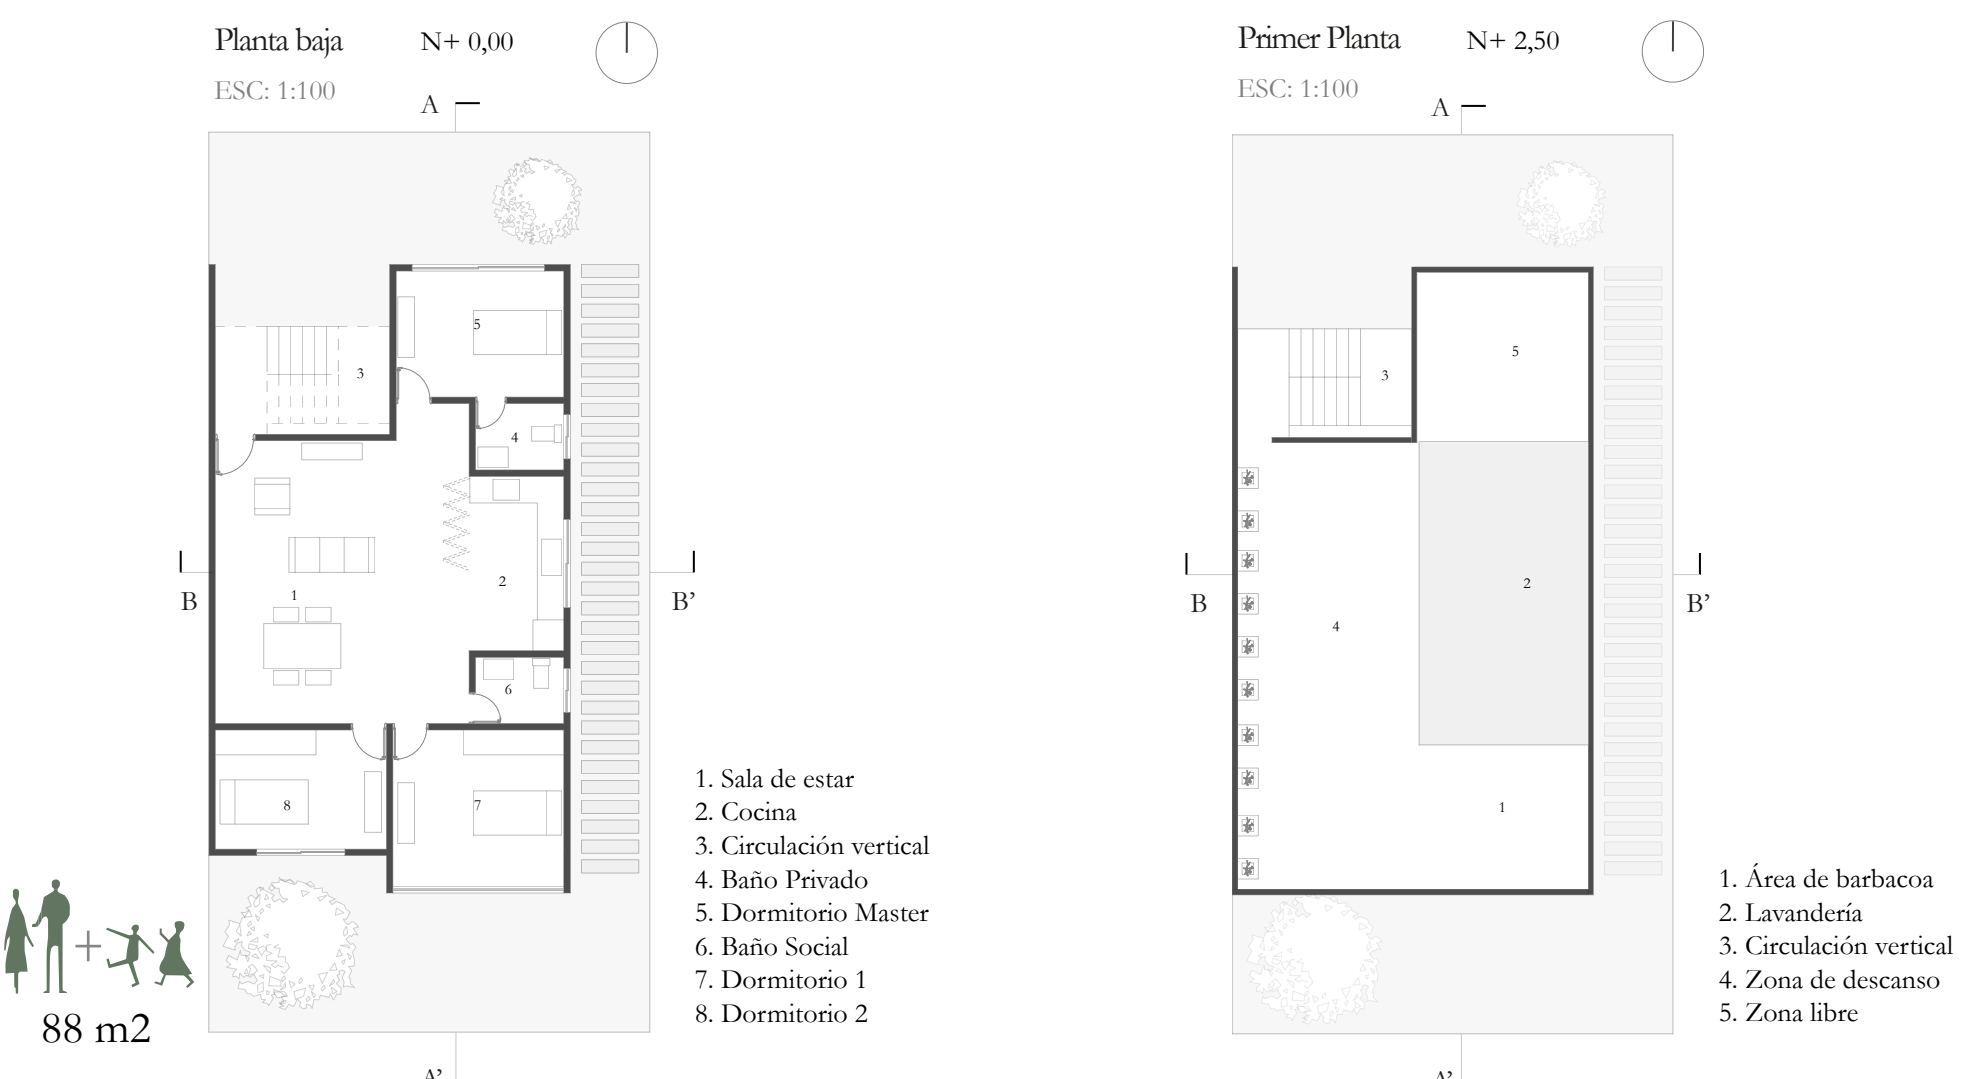 Planta baja
N+ 0,00
ESC: 1:100
A
5
3
4
2
1
B
B’
6
8
7
A’
1. Sala de estar
2. Cocina
3. Circulación vertical
4. Baño Privado
5. Dormitorio Master
6. Baño Social
7. Dormitorio 1
8. Dormitorio 2
88 m2
Primer Planta
N+ 2,50
ESC: 1:100
A
5
3
2
B
B’
4
1
A’
1. Área de barbacoa
2. Lavandería
3. Circulación vertical
4. Zona de descanso
5. Zona libre